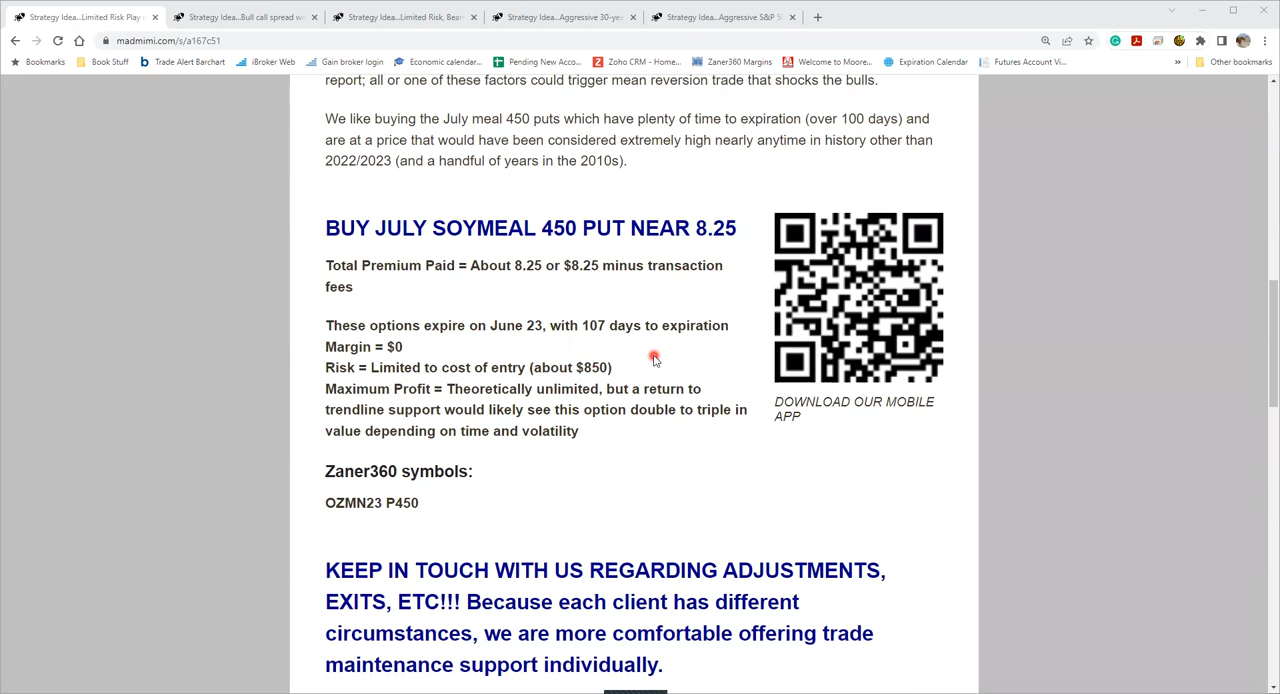 Strategy Idea...Limited Risk Play
Strategy Idea...Bull call spread w
Strategy Idea...Limited Risk, Bear
Strategy Idea...Aggressive 30-yea
Strategy Idea...Aggressive S&P 5
madmimi.com/s/a167c51
Bookmarks
Book Stuff
Trade Alert Barchart
iBroker Web
Gain broker login
Economic calendar...
Pending New Acco...
Zoho CRM - Home...
Zaner360 Margins
Welcome to Moore...
Expiration Calendar
Futures Account Vi...
»
Other bookmarks
report; all or one of these factors could trigger mean reversion trade that shocks the bulls.
We like buying the July meal 450 puts which have plenty of time to expiration (over 100 days) and
are at a price that would have been considered extremely high nearly anytime in history other than
2022/2023 (and a handful of years in the 2010s).
BUY JULY SOYMEAL 450 PUT NEAR 8.25
Total Premium Paid = About 8.25 or $8.25 minus transaction
fees
These options expire on June 23, with 107 days to expiration
Margin = $0
Risk = Limited to cost of entry (about $850)
Maximum Profit = Theoretically unlimited, but a return to
trendline support would likely see this option double to triple in
value depending on time and volatility
DOWNLOAD OUR MOBILE
APP
Zaner360 symbols:
OZMN23 P450
KEEP IN TOUCH WITH US REGARDING ADJUSTMENTS,
EXITS, ETC!!! Because each client has different
circumstances, we are more comfortable offering trade
maintenance support individually.